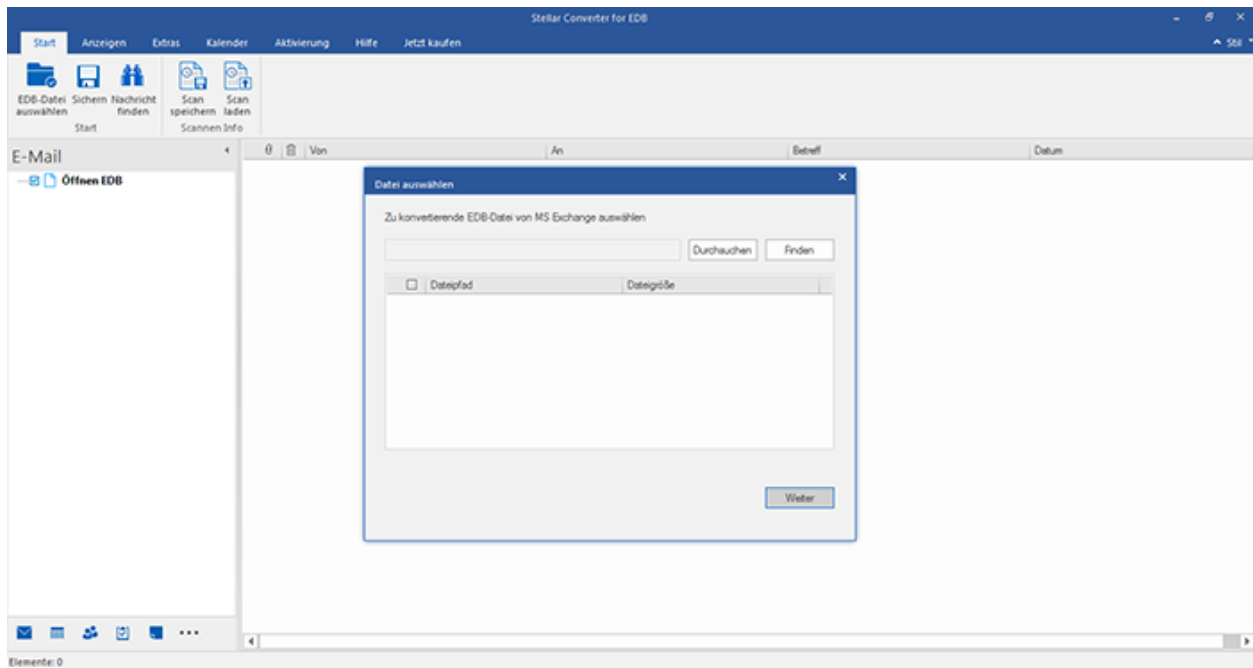 Stellar Converter for EDB
Start Anzeigen Extras Kalender Aktivierung Hilfe Jetzt kaufen Stil
EDB-Datei auswählen Sichern Nachricht finden Scan speichern Scan laden
Start Scannen Info
E-Mail Von An Betreff Datum
Öffnen EDB
Datei auswählen
Zu konvertierende EDB-Datei von MS Exchange auswählen
Durchsuchen Finden
Dateipfad Dateigröße
Weiter
Elemente: 0